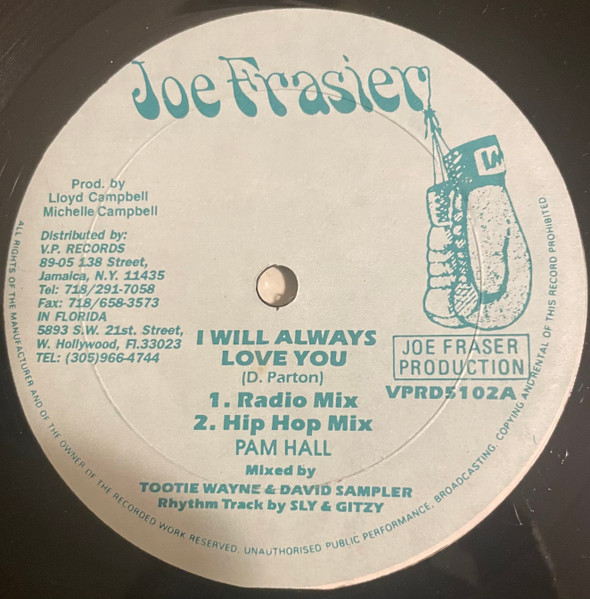 Joe Frasier
Prod. by
Lloyd Campbell
Michelle Campbell
Distributed by:
V.P. RECORDS
89-05 138 Street,
Jamaica, N.Y. 11435
Tel: 718/291-7058
Fax: 718/658-3573
IN FLORIDA
5893 S.W. 21st. Street,
W. Hollywood, Fl.33023
TEL: (305)966-4744
JOE FRASER
PRODUCTION
VPRD5102A
I WILL ALWAYS
LOVE YOU
(D. Parton)
1. Radio Mix
2. Hip Hop Mix
PAM HALL
Mixed by
TOOTIE WAYNE & DAVID SAMPLER
Rhythm Track by SLY & GITZY
ALL RIGHTS OF THE MANUFACTURER AND OF THE OWNER OF THE RECORDED WORK RESERVED. UNAUTHORISED PUBLIC PERFORMANCE, BROADCASTING, COPYING AND RENTAL OF THIS RECORD PROHIBITED